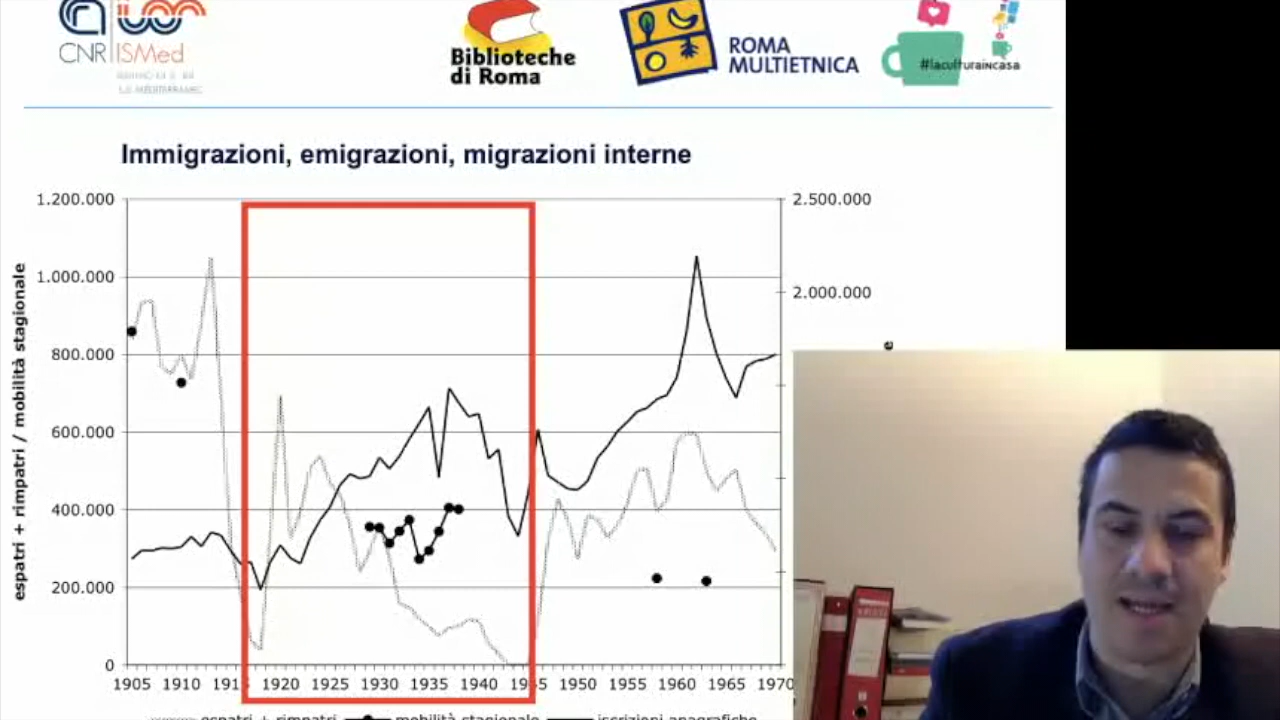 CNR ISMed
Biblioteche
di Roma
ROMA
MULTIETNICA
#laculturaincasa
Immigrazioni, emigrazioni, migrazioni interne
1.200.000
1.000.000
800.000
600.000
400.000
200.000
0
espatri + rimpatri / mobilità stagionale
2.500.000
2.000.000
e
1905 1910 1915 1920 1925 1930 1935 1940 1945 1950 1955 1960 1965 1970
espatri + rimpatri mobilità stagionale iscrizioni anagrafiche